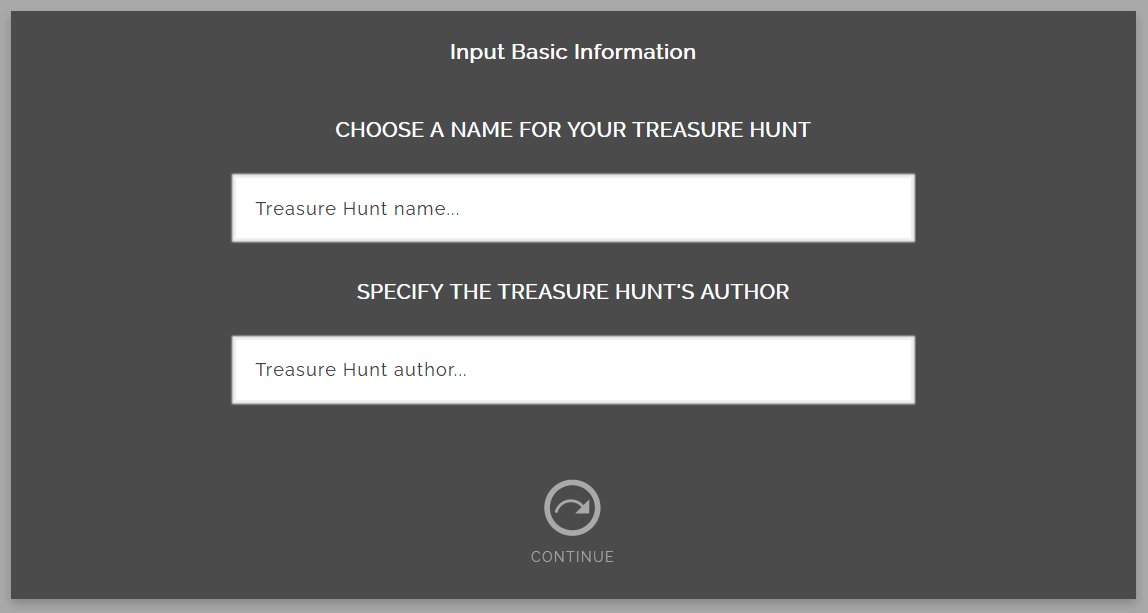 Input Basic Information
CHOOSE A NAME FOR YOUR TREASURE HUNT
Treasure Hunt name...
SPECIFY THE TREASURE HUNT'S AUTHOR
Treasure Hunt author...
CONTINUE